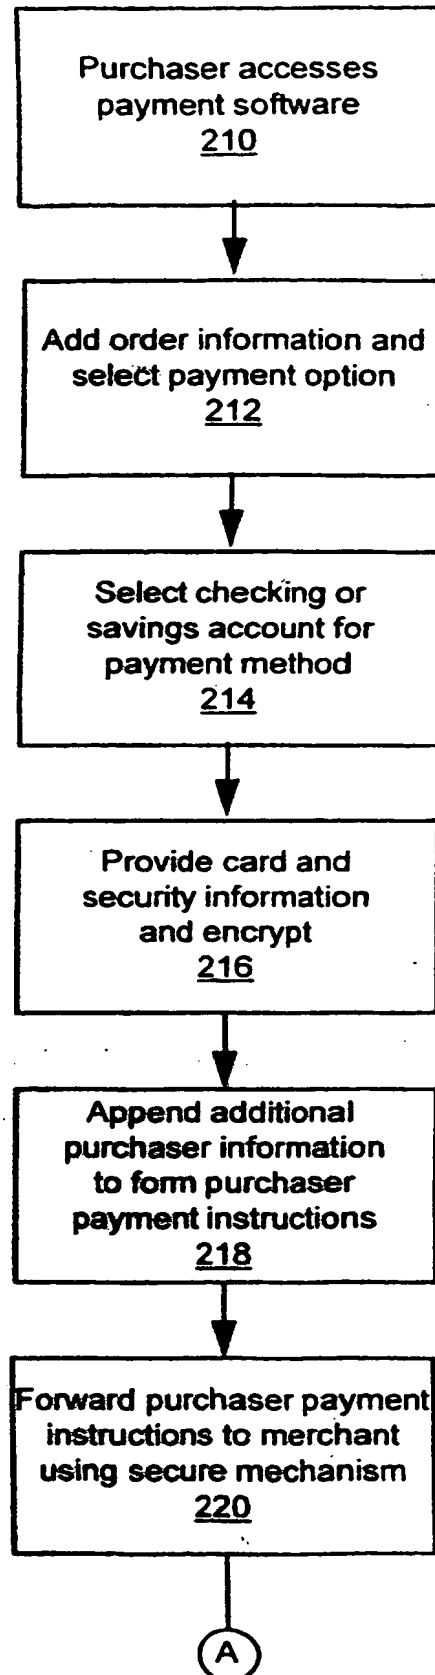 Purchaser accesses
payment software
210
Add order information and
select payment option
212
Select checking or
savings account for
payment method
214
Provide card and
security information
and encrypt
216
Append additional
purchaser information
to form purchaser
payment instructions
218
Forward purchaser payment
instructions to merchant
using secure mechanism
220
A